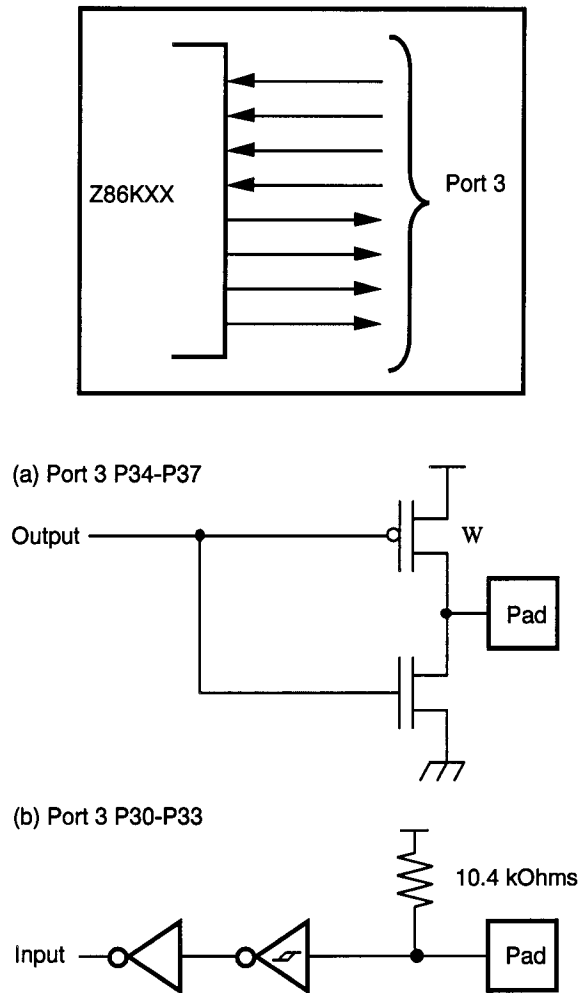 Z86KXX
Port 3
(a) Port 3 P34-P37
Output
W
Pad
(b) Port 3 P30-P33
10.4 kOhms
Input
Pad